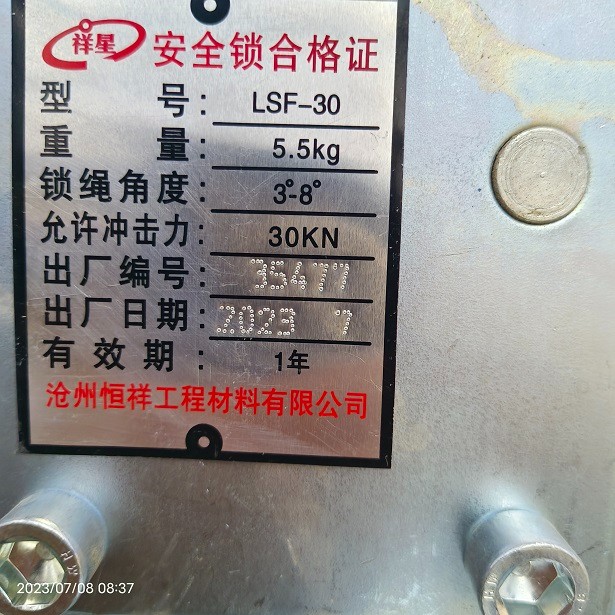 祥星 安全锁合格证
型号: LSF-30
重量: 5.5kg
锁绳角度: 3°-8°
允许冲击力: 30KN
出厂编号: 35477
出厂日期: 2023 7
有效期: 1年
沧州恒祥工程材料有限公司
2023/07/08 08:37